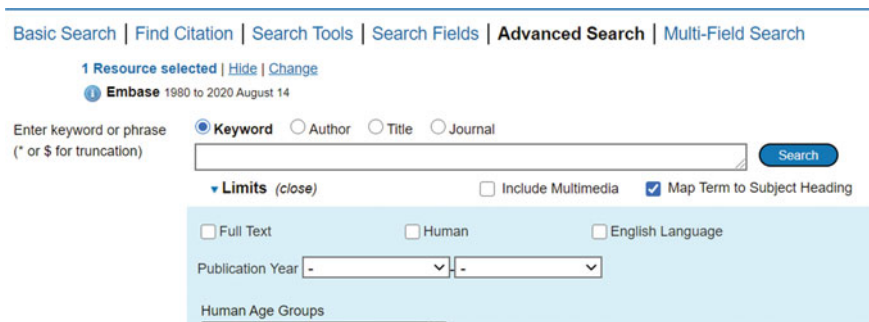 Basic Search | Find Citation | Search Tools | Search Fields | Advanced Search | Multi-Field Search
1 Resource selected | Hide | Change
Embase 1980 to 2020 August 14
Enter keyword or phrase
(* or $ for truncation)
Keyword Author Title Journal
Search
Limits (close) Include Multimedia Map Term to Subject Heading
Full Text Human English Language
Publication Year - - -
Human Age Groups